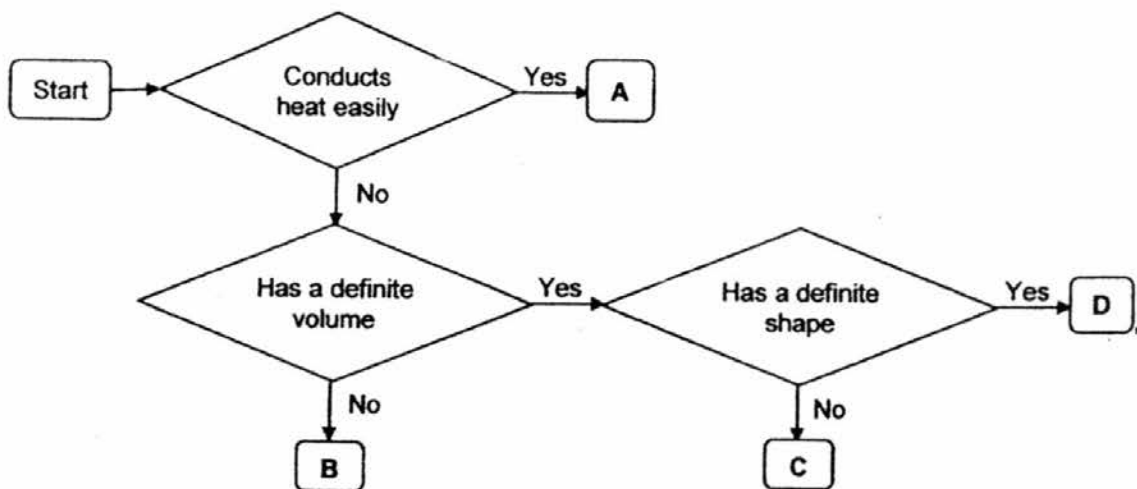 Start
Conducts
heat easily
Yes
A
No
Has a definite
volume
Yes
Has a definite
shape
Yes
D
No
B
No
C